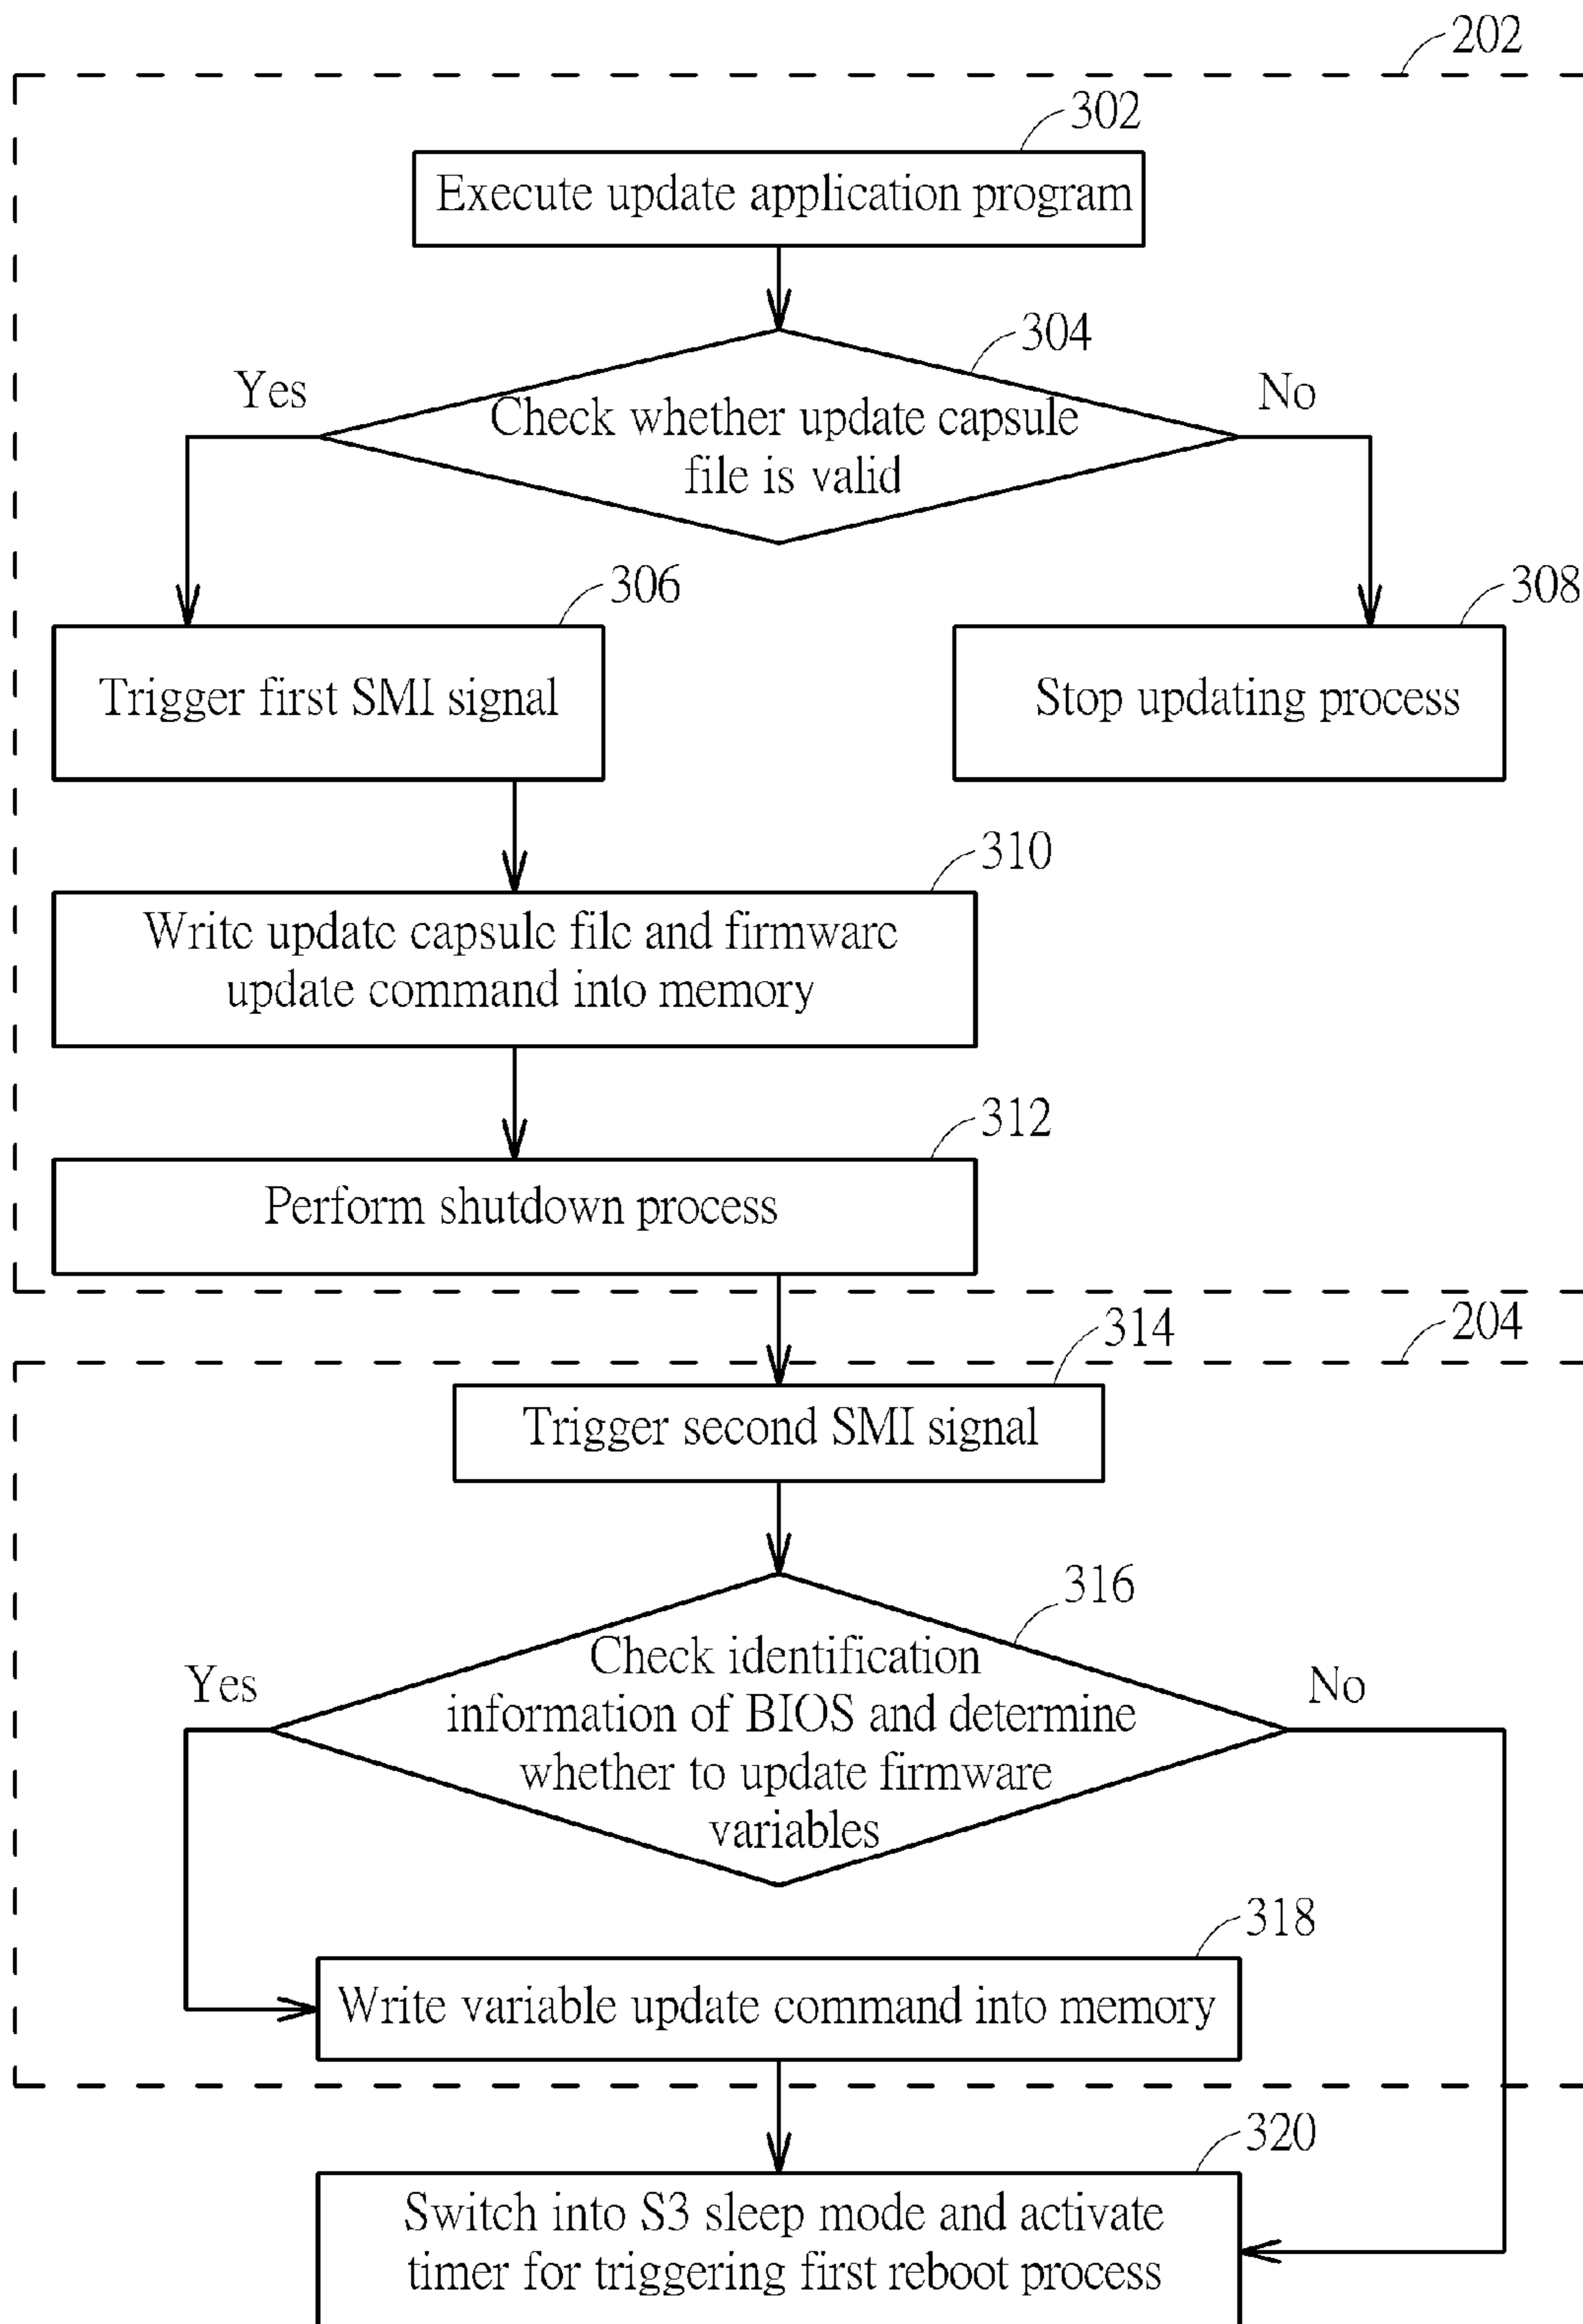 202
302
Execute update application program
304
Yes
No
Check whether update capsule
file is valid
306
308
Trigger first SMI signal
Stop updating process
310
Write update capsule file and firmware
update command into memory
312
Perform shutdown process
204
314
Trigger second SMI signal
316
Check identification
Yes
No
information of BIOS and determine
whether to update firmware
variables
318
Write variable update command into memory
320
Switch into S3 sleep mode and activate
timer for triggering first reboot process